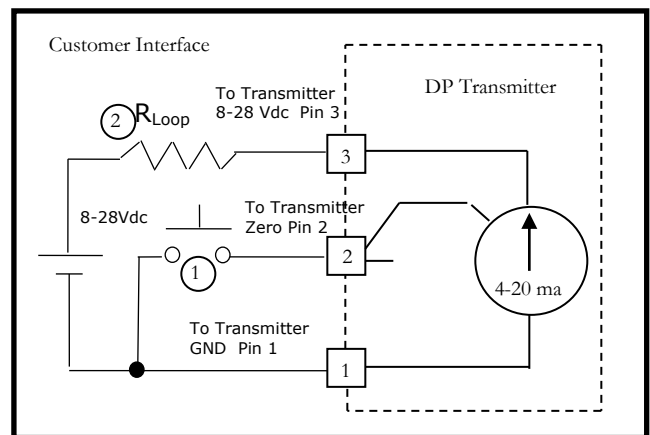 Customer Interface
DP Transmitter
To Transmitter
8-28 Vdc Pin 3
2
RLoop
3
8-28Vdc
To Transmitter
Zero Pin 2
2
1
4-20 ma
To Transmitter
GND Pin 1
1